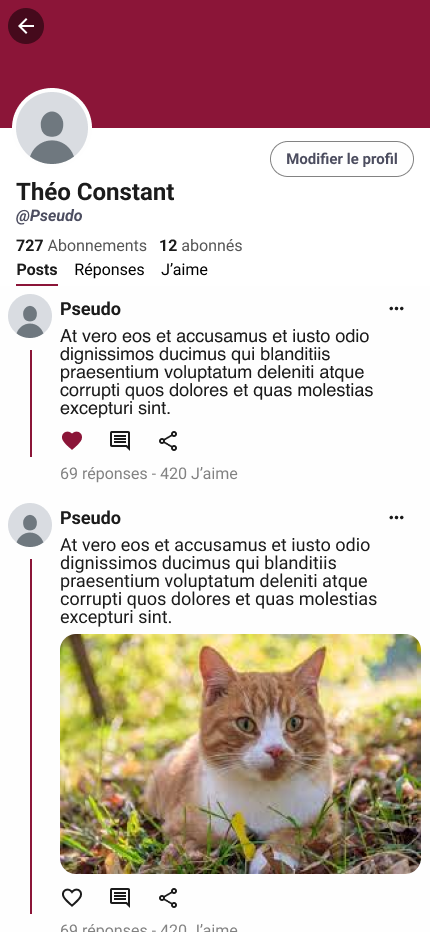 Modifier le profil
Théo Constant
@Pseudo
727 Abonnements 12 abonnés
Posts Réponses J’aime
Pseudo
At vero eos et accusamus et iusto odio
dignissimos ducimus qui blanditiis
praesentium voluptatum deleniti atque
corrupti quos dolores et quas molestias
excepturi sint.
69 réponses - 420 J’aime
Pseudo
At vero eos et accusamus et iusto odio
dignissimos ducimus qui blanditiis
praesentium voluptatum deleniti atque
corrupti quos dolores et quas molestias
excepturi sint.
69 réponses - 420 J’aime